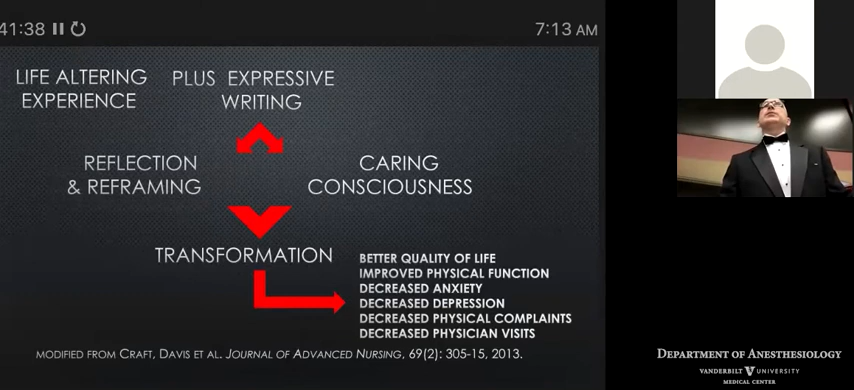 41:38
7:13 AM
LIFE ALTERING
EXPERIENCE
PLUS EXPRESSIVE
WRITING
REFLECTION
& REFRAMING
CARING
CONSCIOUSNESS
TRANSFORMATION
BETTER QUALITY OF LIFE
IMPROVED PHYSICAL FUNCTION
DECREASED ANXIETY
DECREASED DEPRESSION
DECREASED PHYSICAL COMPLAINTS
DECREASED PHYSICIAN VISITS
MODIFIED FROM CRAFT, DAVIS ET AL. JOURNAL OF ADVANCED NURSING, 69(2): 305-15, 2013.
DEPARTMENT OF ANESTHESIOLOGY
VANDERBILT V UNIVERSITY
MEDICAL CENTER